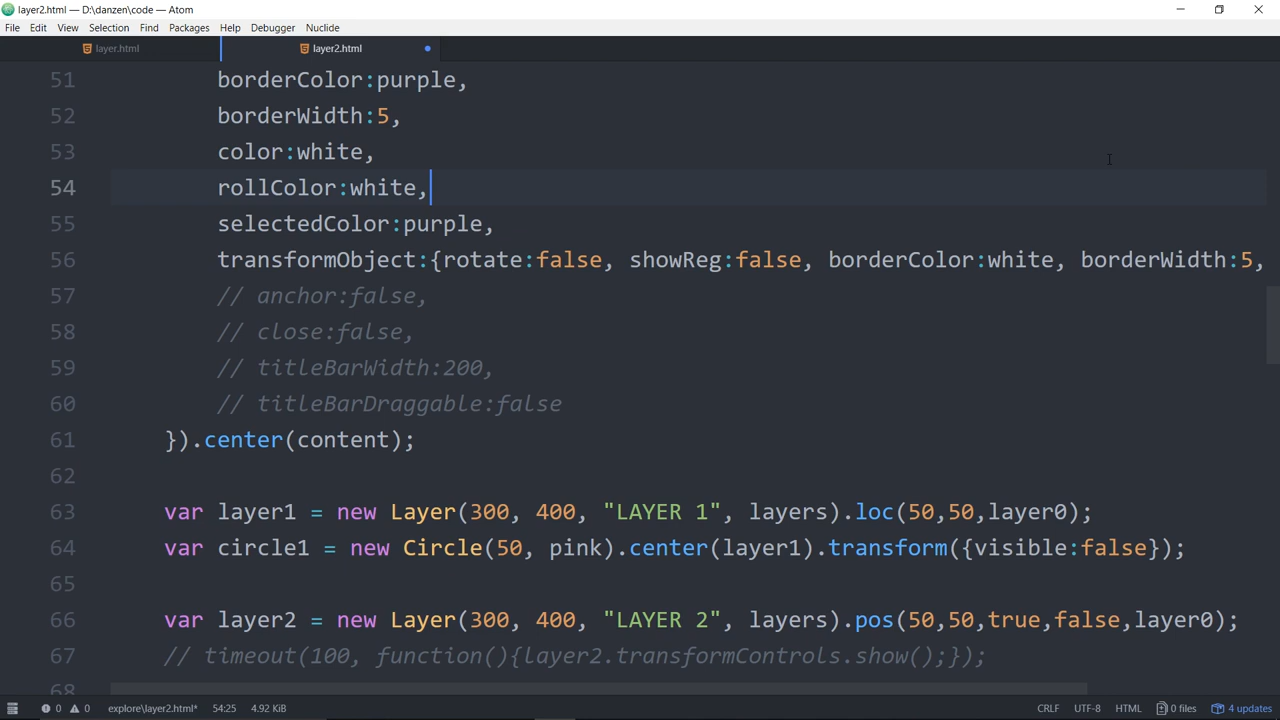 layer2.html — D:\danzen\code — Atom
File Edit View Selection Find Packages Help Debugger Nuclide
layer.html layer2.html
51 borderColor:purple,
52 borderWidth:5,
53 color:white,
54 rollColor:white,
55 selectedColor:purple,
56 transformObject:{rotate:false, showReg:false, borderColor:white, borderWidth:5,
57 // anchor:false,
58 // close:false,
59 // titleBarWidth:200,
60 // titleBarDraggable:false
61 }).center(content);
62
63 var layer1 = new Layer(300, 400, "LAYER 1", layers).loc(50,50,layer0);
64 var circle1 = new Circle(50, pink).center(layer1).transform({visible:false});
65
66 var layer2 = new Layer(300, 400, "LAYER 2", layers).pos(50,50,true,false,layer0);
67 // timeout(100, function(){layer2.transformControls.show();});
68
0 0 explore\layer2.html* 54:25 4.92 KiB CRLF UTF-8 HTML 0 files 4 updates